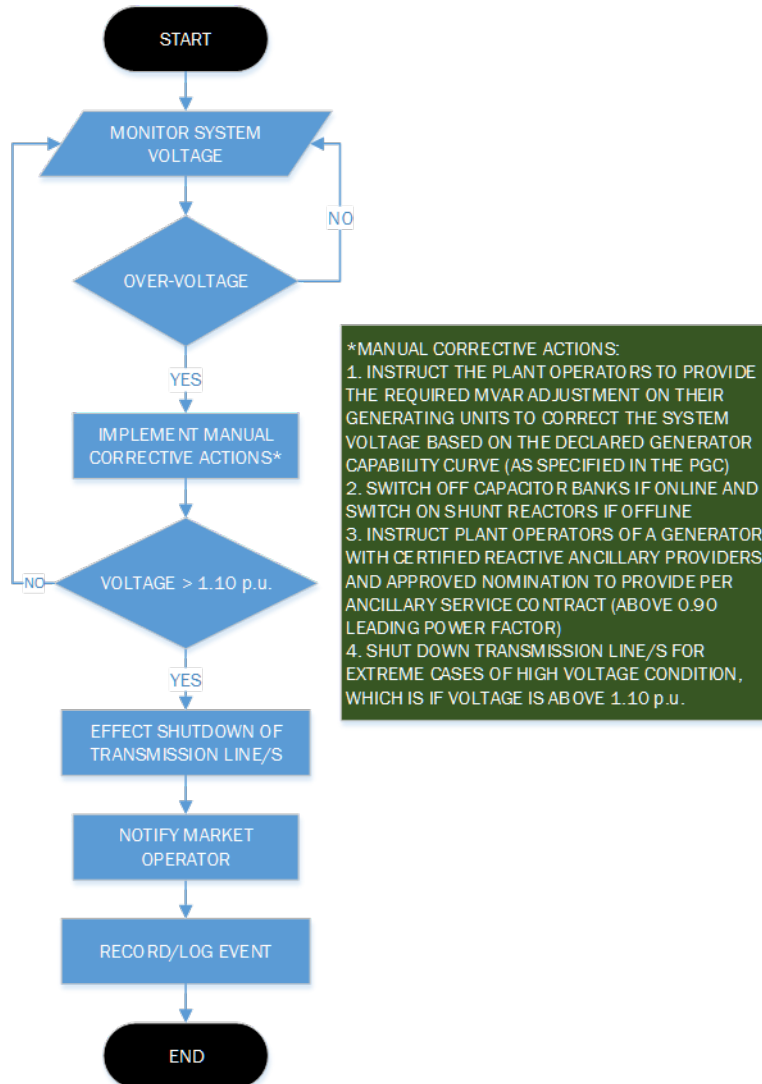 START
MONITOR SYSTEM
VOLTAGE
NO
OVER-VOLTAGE
YES
IMPLEMENT MANUAL
CORRECTIVE ACTIONS*
NO
VOLTAGE > 1.10 p.u.
YES
EFFECT SHUTDOWN OF
TRANSMISSION LINE/S
NOTIFY MARKET
OPERATOR
RECORD/LOG EVENT
END
*MANUAL CORRECTIVE ACTIONS:
1. INSTRUCT THE PLANT OPERATORS TO PROVIDE
THE REQUIRED MVAR ADJUSTMENT ON THEIR
GENERATING UNITS TO CORRECT THE SYSTEM
VOLTAGE BASED ON THE DECLARED GENERATOR
CAPABILITY CURVE (AS SPECIFIED IN THE PGC)
2. SWITCH OFF CAPACITOR BANKS IF ONLINE AND
SWITCH ON SHUNT REACTORS IF OFFLINE
3. INSTRUCT PLANT OPERATORS OF A GENERATOR
WITH CERTIFIED REACTIVE ANCILLARY PROVIDERS
AND APPROVED NOMINATION TO PROVIDE PER
ANCILLARY SERVICE CONTRACT (ABOVE 0.90
LEADING POWER FACTOR)
4. SHUT DOWN TRANSMISSION LINE/S FOR
EXTREME CASES OF HIGH VOLTAGE CONDITION,
WHICH IS IF VOLTAGE IS ABOVE 1.10 p.u.